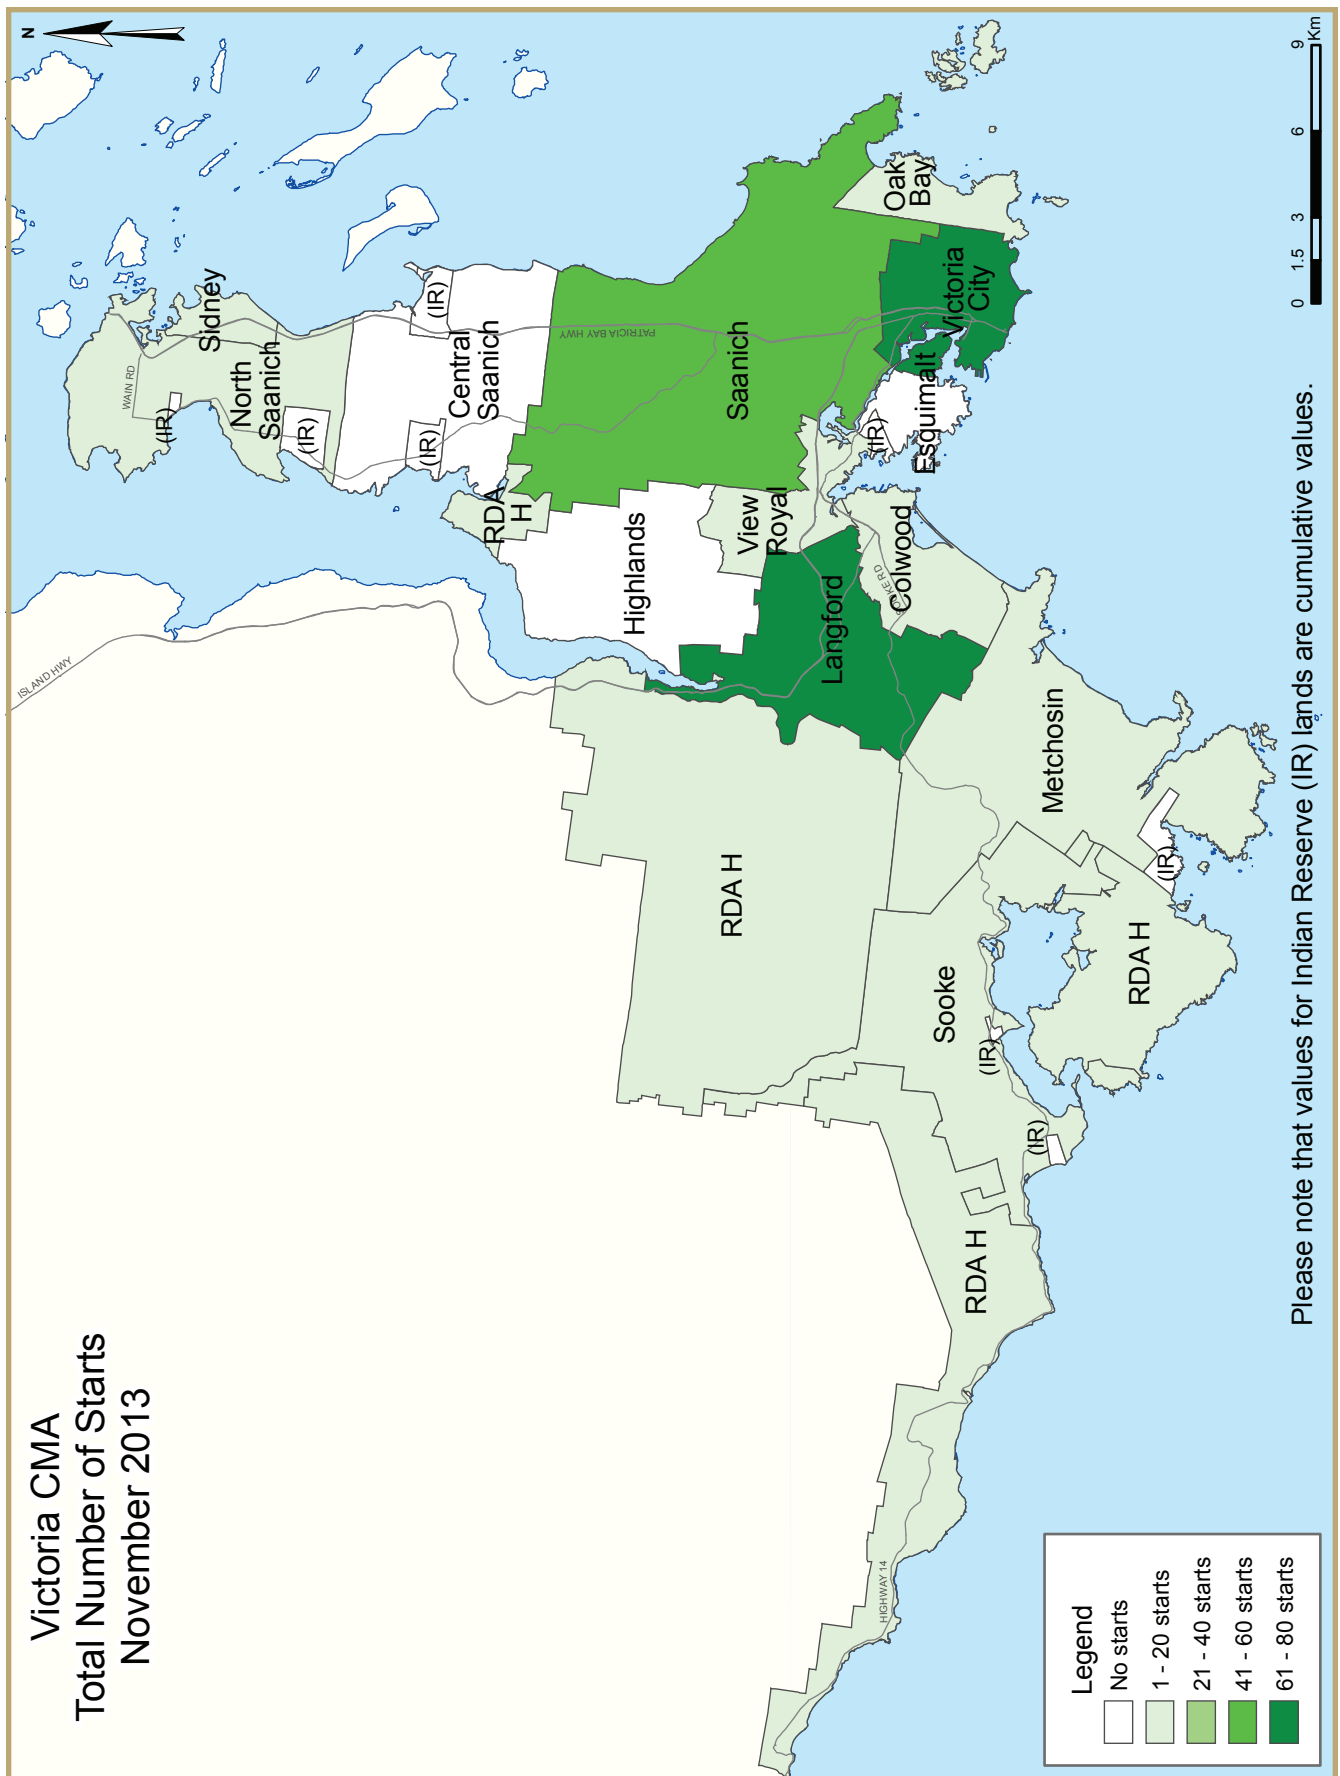 Victoria CMA
Total Number of Starts
November 2013
N
ISLAND HWY
WAIN RD
Sidney
North
Saanich
(IR)
(IR)
Central
Saanich
(IR)
(IR)
PATRICIA BAY HWY
RDA
H
Saanich
Highlands
View
Royal
Oak
Bay
Victoria
City
Esquimalt
(IR)
Langford
Colwood
SOOKE RD
Metchosin
(IR)
RDA H
RDA H
Sooke
(IR)
(IR)
RDA H
HIGHWAY 14
Legend
No starts
1 - 20 starts
21 - 40 starts
41 - 60 starts
61 - 80 starts
0 1.5 3 6 9
Km
Please note that values for Indian Reserve (IR) lands are cumulative values.